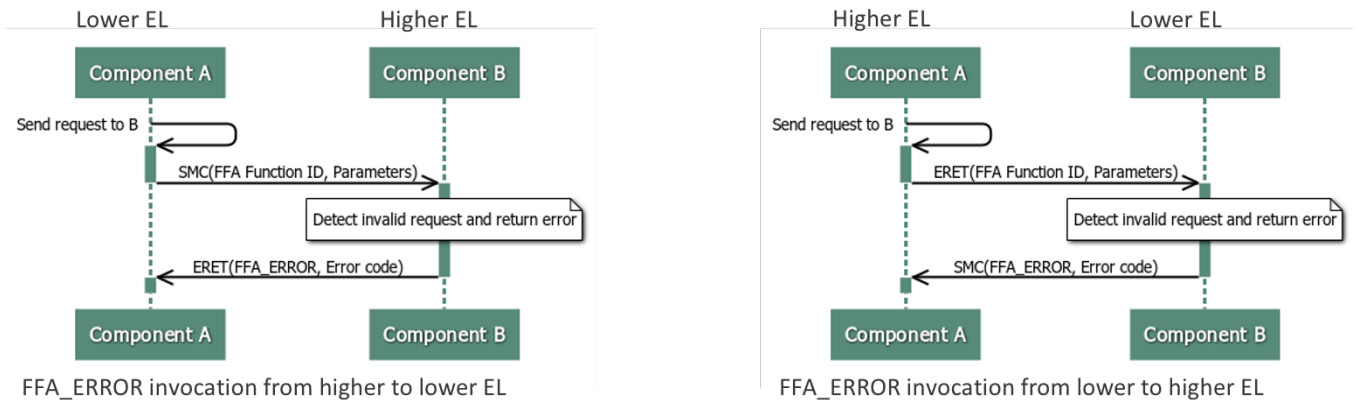 Lower EL
Higher EL
Component A
Component B
Send request to B
SMC(FFA Function ID, Parameters)
Detect invalid request and return error
ERET(FFA_ERROR, Error code)
Component A
Component B
FFA_ERROR invocation from higher to lower EL
Higher EL
Lower EL
Component A
Component B
Send request to B
ERET(FFA Function ID, Parameters)
Detect invalid request and return error
SMC(FFA_ERROR, Error code)
Component A
Component B
FFA_ERROR invocation from lower to higher EL